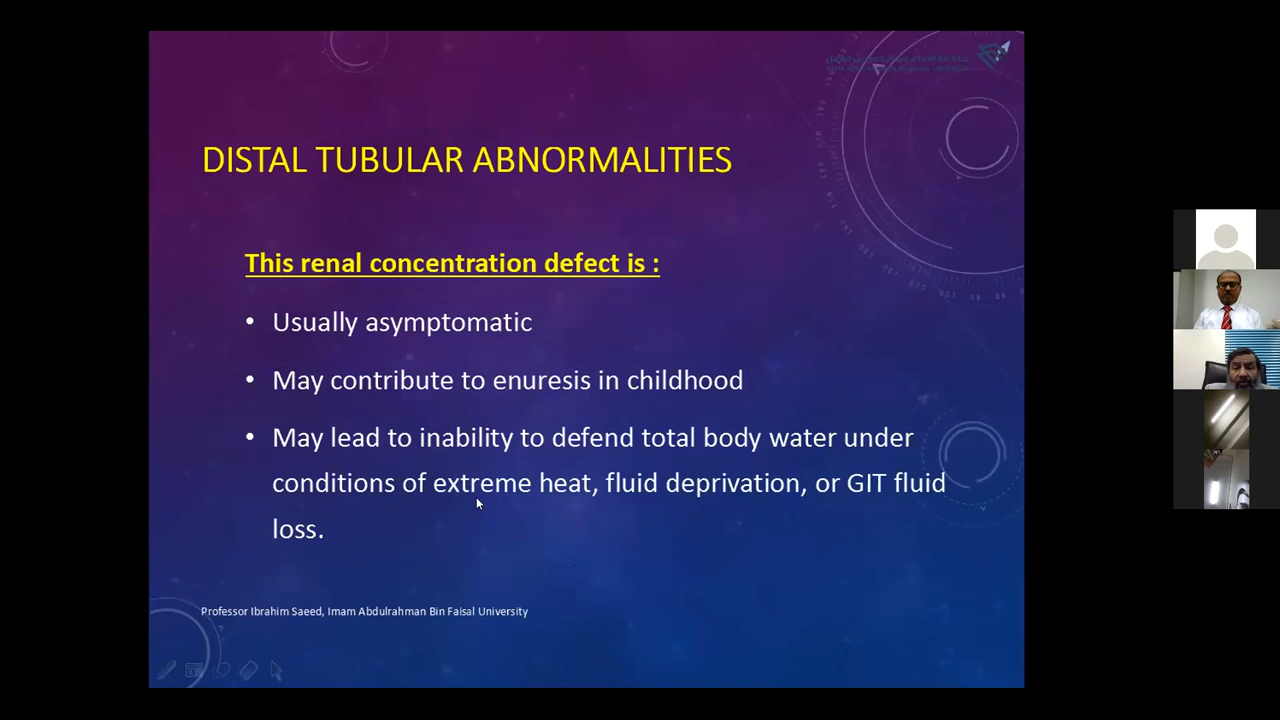 DISTAL TUBULAR ABNORMALITIES
This renal concentration defect is :
• Usually asymptomatic
• May contribute to enuresis in childhood
• May lead to inability to defend total body water under
conditions of extreme heat, fluid deprivation, or GIT fluid
loss.
Professor Ibrahim Saeed, Imam Abdulrahman Bin Faisal University